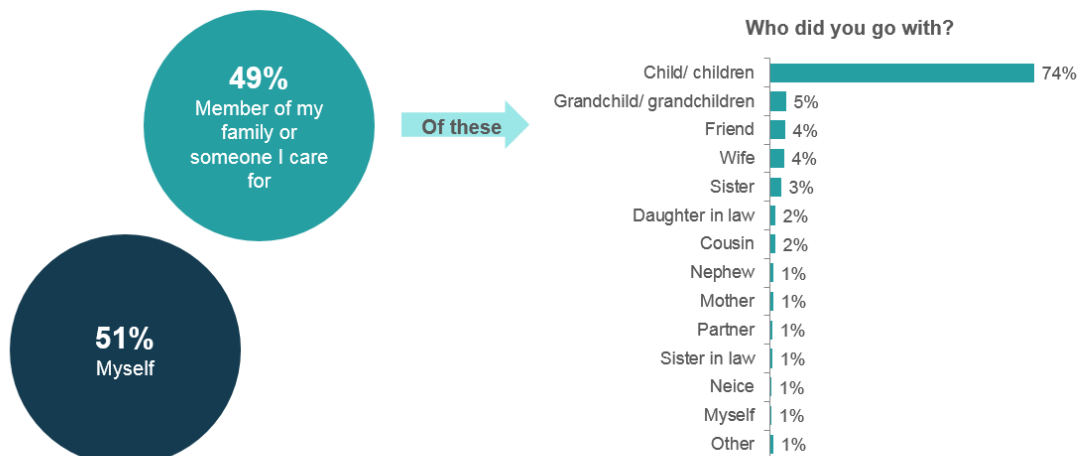 49%
Member of my
family or
someone I care
for
51%
Myself
Of these
Who did you go with?
Child/ children 74%
Grandchild/ grandchildren 5%
Friend 4%
Wife 4%
Sister 3%
Daughter in law 2%
Cousin 2%
Nephew 1%
Mother 1%
Partner 1%
Sister in law 1%
Neice 1%
Myself 1%
Other 1%